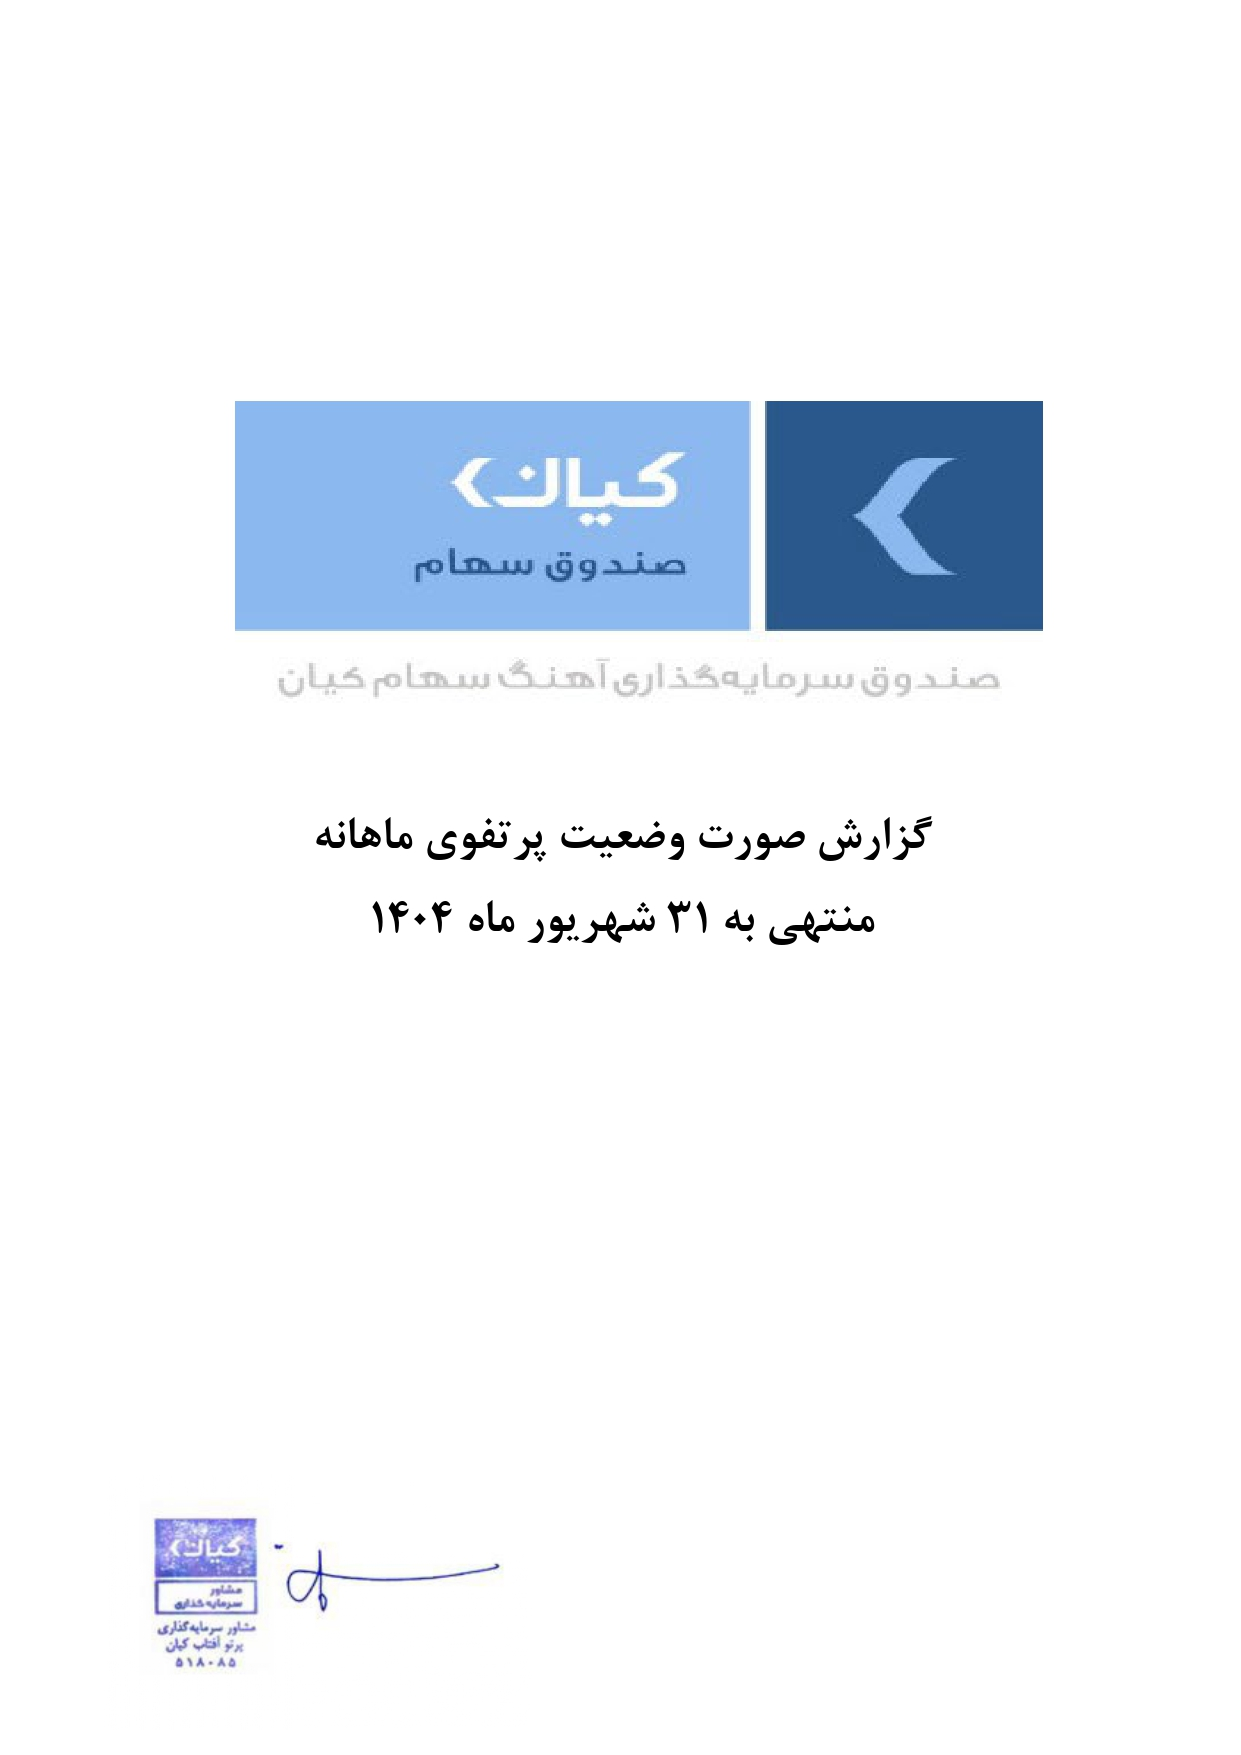 کیان
صندوق سهام
صندوق سرمایه‌گذاری آهنگ سهام کیان
گزارش صورت وضعیت پرتفوی ماهانه
منتهی به ۳۱ شهریور ماه ۱۴۰۴
کیان
مشاور
سرمایه گذاری
مشاور سرمایه گذاری
پرتو آفتاب کیان
۵۱۸۰۸۵